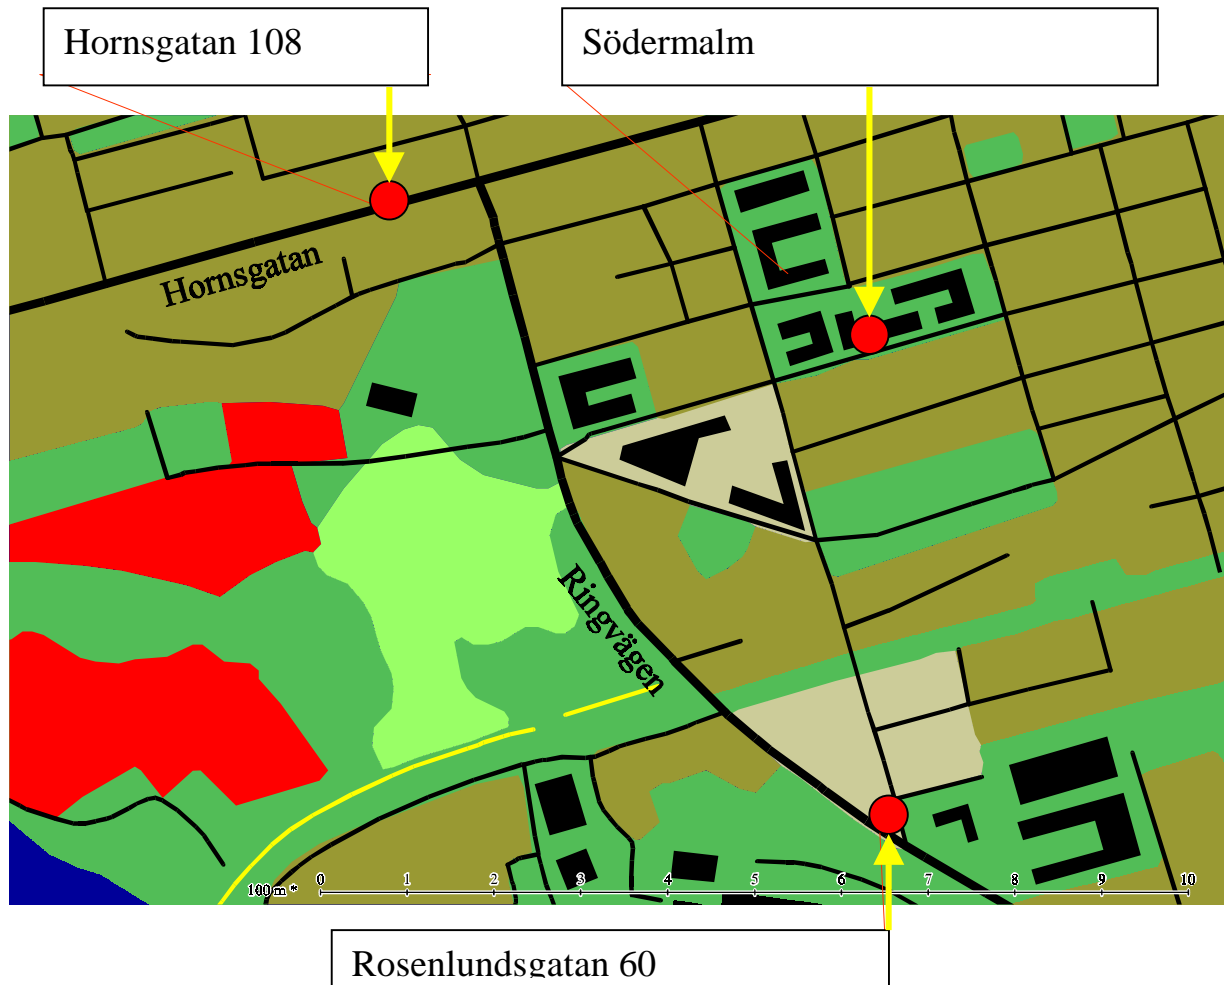 Hornsgatan 108
Södermalm
Hornsgatan
Ringvägen
100 m * 0 1 2 3 4 5 6 7 8 9 10
Rosenlundsgatan 60